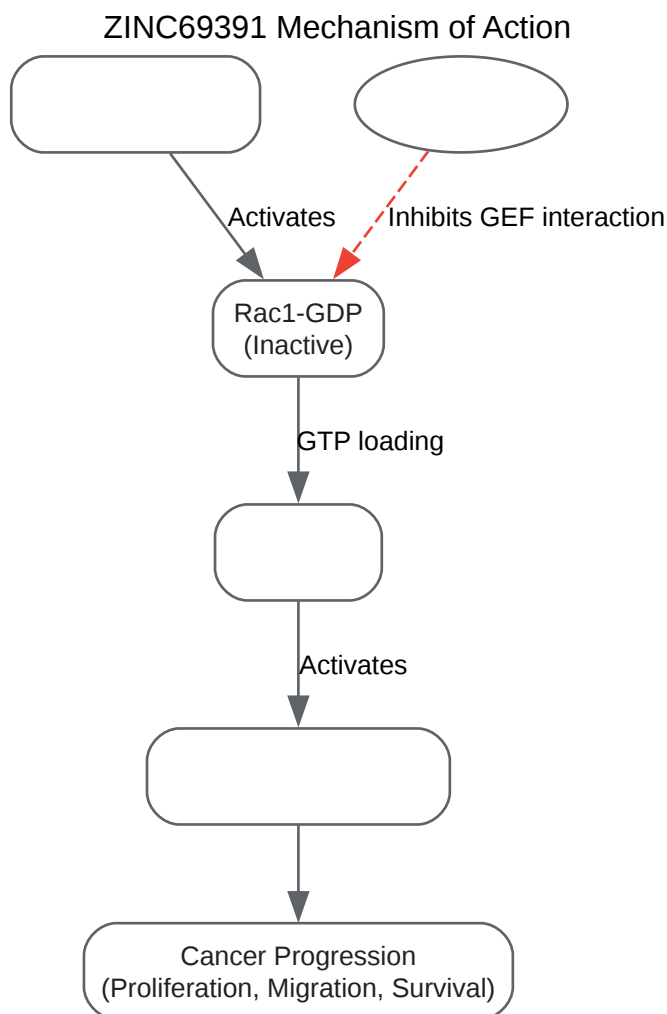 ZINC69391 Mechanism of Action
Activates
Inhibits GEF interaction
Rac1-GDP
(Inactive)
GTP loading
Activates
Cancer Progression
(Proliferation, Migration, Survival)